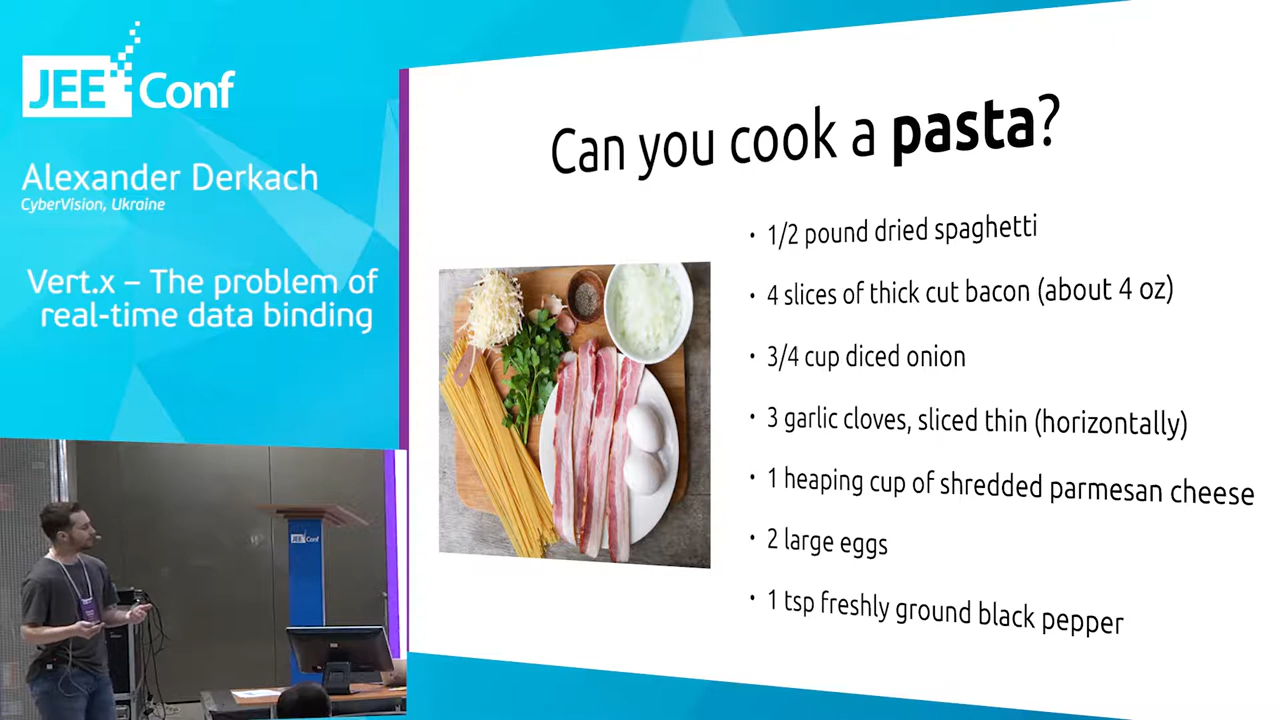 JEE Conf
Alexander Derkach
CyberVision, Ukraine
Vert.x – The problem of
real-time data binding
Can you cook a pasta?
• 1/2 pound dried spaghetti
• 4 slices of thick cut bacon (about 4 oz)
• 3/4 cup diced onion
• 3 garlic cloves, sliced thin (horizontally)
• 1 heaping cup of shredded parmesan cheese
• 2 large eggs
• 1 tsp freshly ground black pepper
JEE Conf